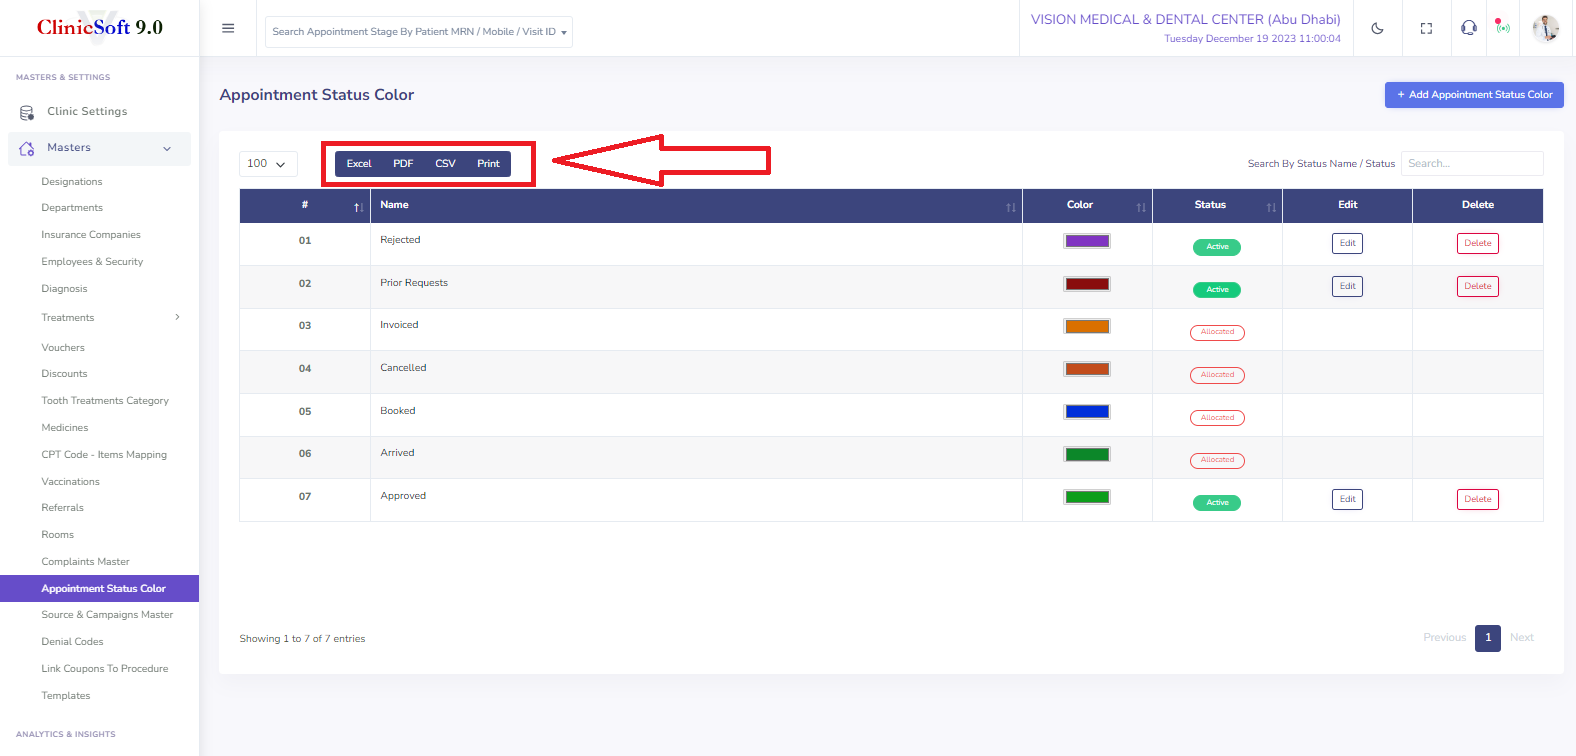 ClinicSoft 9.0
Search Appointment Stage By Patient MRN / Mobile / Visit ID
VISION MEDICAL & DENTAL CENTER (Abu Dhabi)
Tuesday December 19 2023 11:00:04
MASTERS & SETTINGS
Clinic Settings
Masters
Designations
Departments
Insurance Companies
Employees & Security
Diagnosis
Treatments
Vouchers
Discounts
Tooth Treatments Category
Medicines
CPT Code - Items Mapping
Vaccinations
Referrals
Rooms
Complaints Master
Appointment Status Color
Source & Campaigns Master
Denial Codes
Link Coupons To Procedure
Templates
ANALYTICS & INSIGHTS
Appointment Status Color
+ Add Appointment Status Color
100 Excel PDF CSV Print Search By Status Name / Status Search...
# Name Color Status Edit Delete
01 Rejected Active Edit Delete
02 Prior Requests Active Edit Delete
03 Invoiced Allocated
04 Cancelled Allocated
05 Booked Allocated
06 Arrived Allocated
07 Approved Active Edit Delete
Showing 1 to 7 of 7 entries Previous 1 Next